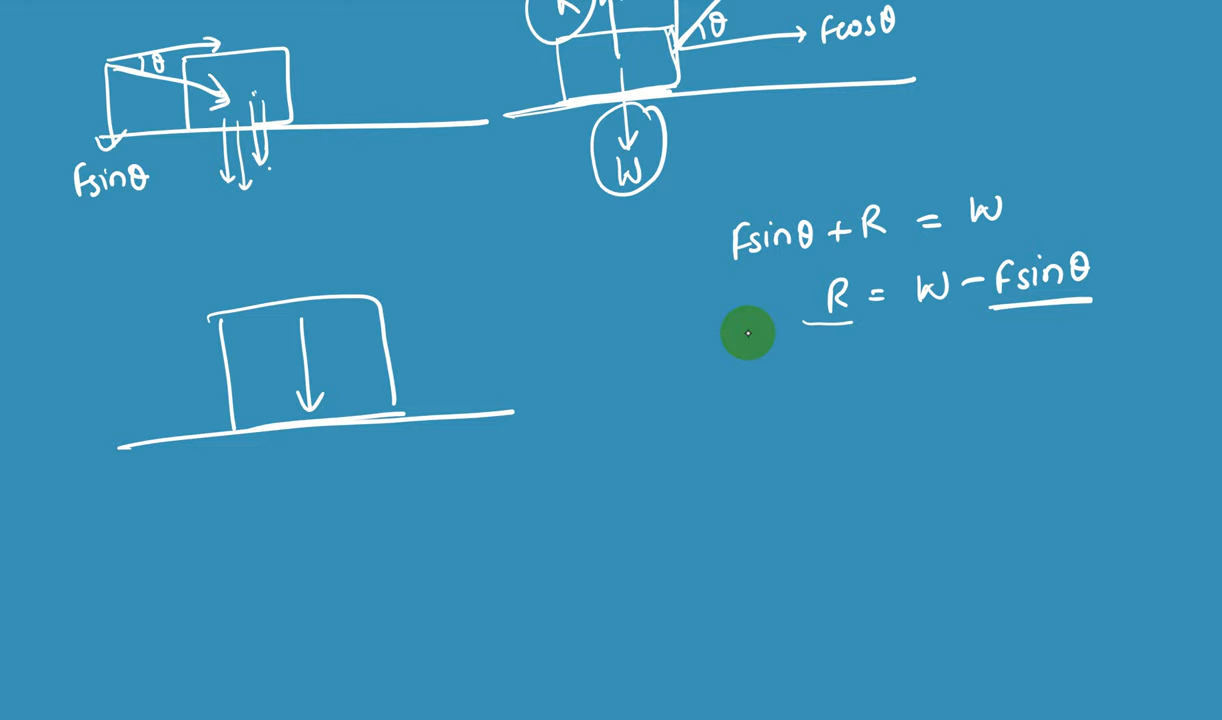 R
θ
Fcosθ
θ
Fsinθ
W
Fsinθ + R = W
R = W - Fsinθ